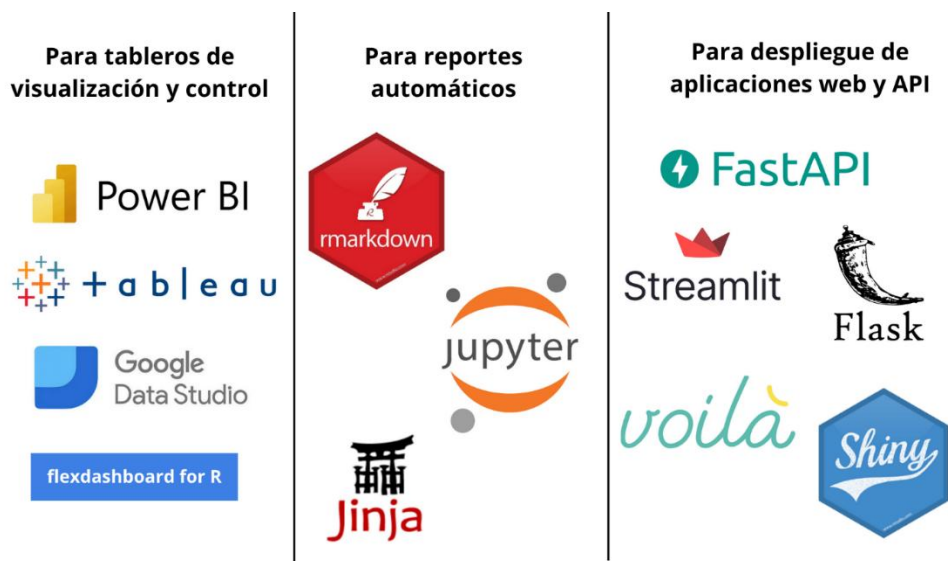 Para tableros de
visualización y control
Power BI
+ableau
Google
Data Studio
flexdashboard for R
Para reportes
automáticos
rmarkdown
jupyter
Jinja
Para despliegue de
aplicaciones web y API
FastAPI
Streamlit
Flask
voilà
Shiny